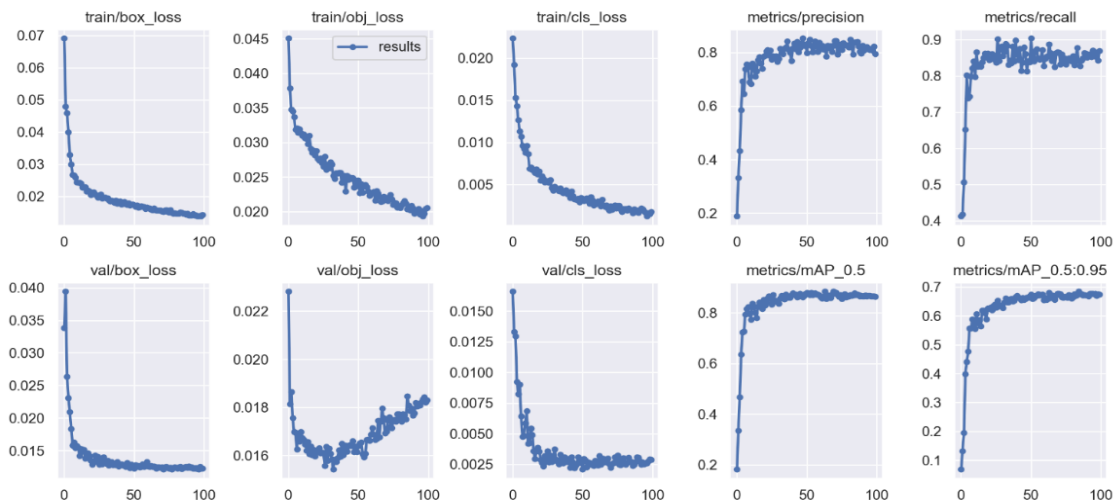 train/box_loss
train/obj_loss
train/cls_loss
metrics/precision
metrics/recall
0.07
0.06
0.05
0.04
0.03
0.02
0 50 100
0.045
0.040
0.035
0.030
0.025
0.020
results
0 50 100
0.020
0.015
0.010
0.005
0 50 100
0.8
0.6
0.4
0.2
0 50 100
0.9
0.8
0.7
0.6
0.5
0.4
0 50 100
val/box_loss
val/obj_loss
val/cls_loss
metrics/mAP_0.5
metrics/mAP_0.5:0.95
0.040
0.035
0.030
0.025
0.020
0.015
0 50 100
0.022
0.020
0.018
0.016
0 50 100
0.0150
0.0125
0.0100
0.0075
0.0050
0.0025
0 50 100
0.8
0.6
0.4
0.2
0 50 100
0.7
0.6
0.5
0.4
0.3
0.2
0.1
0 50 100